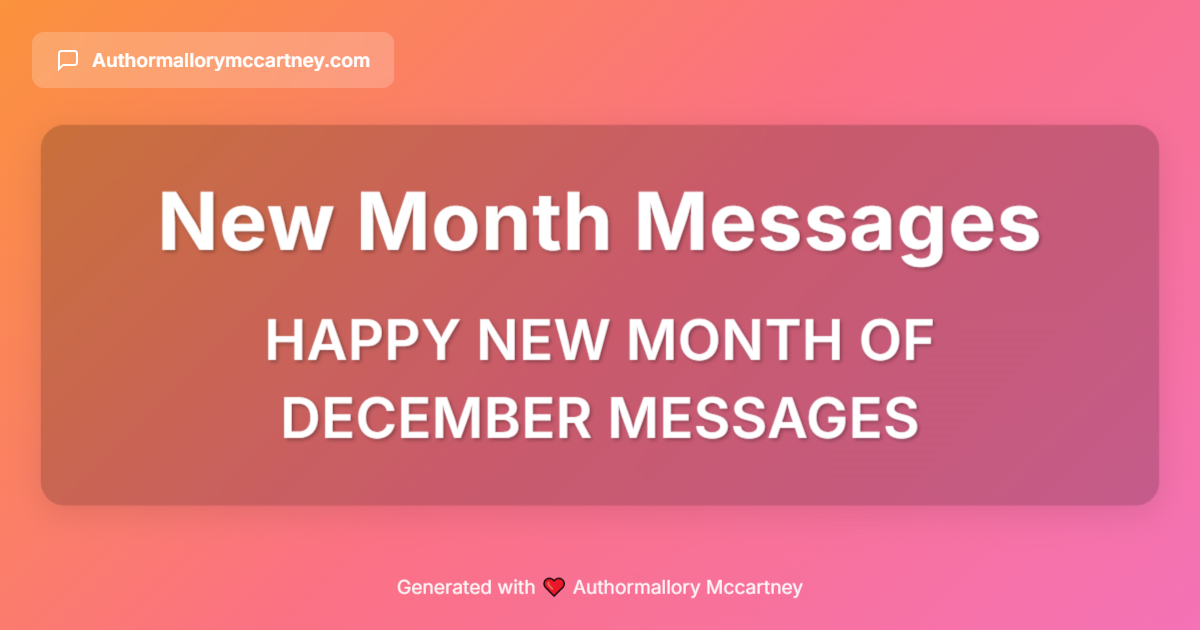 Authormallorymccartney.com
New Month Messages
HAPPY NEW MONTH OF
DECEMBER MESSAGES
Generated with ❤️ Authormallory Mccartney